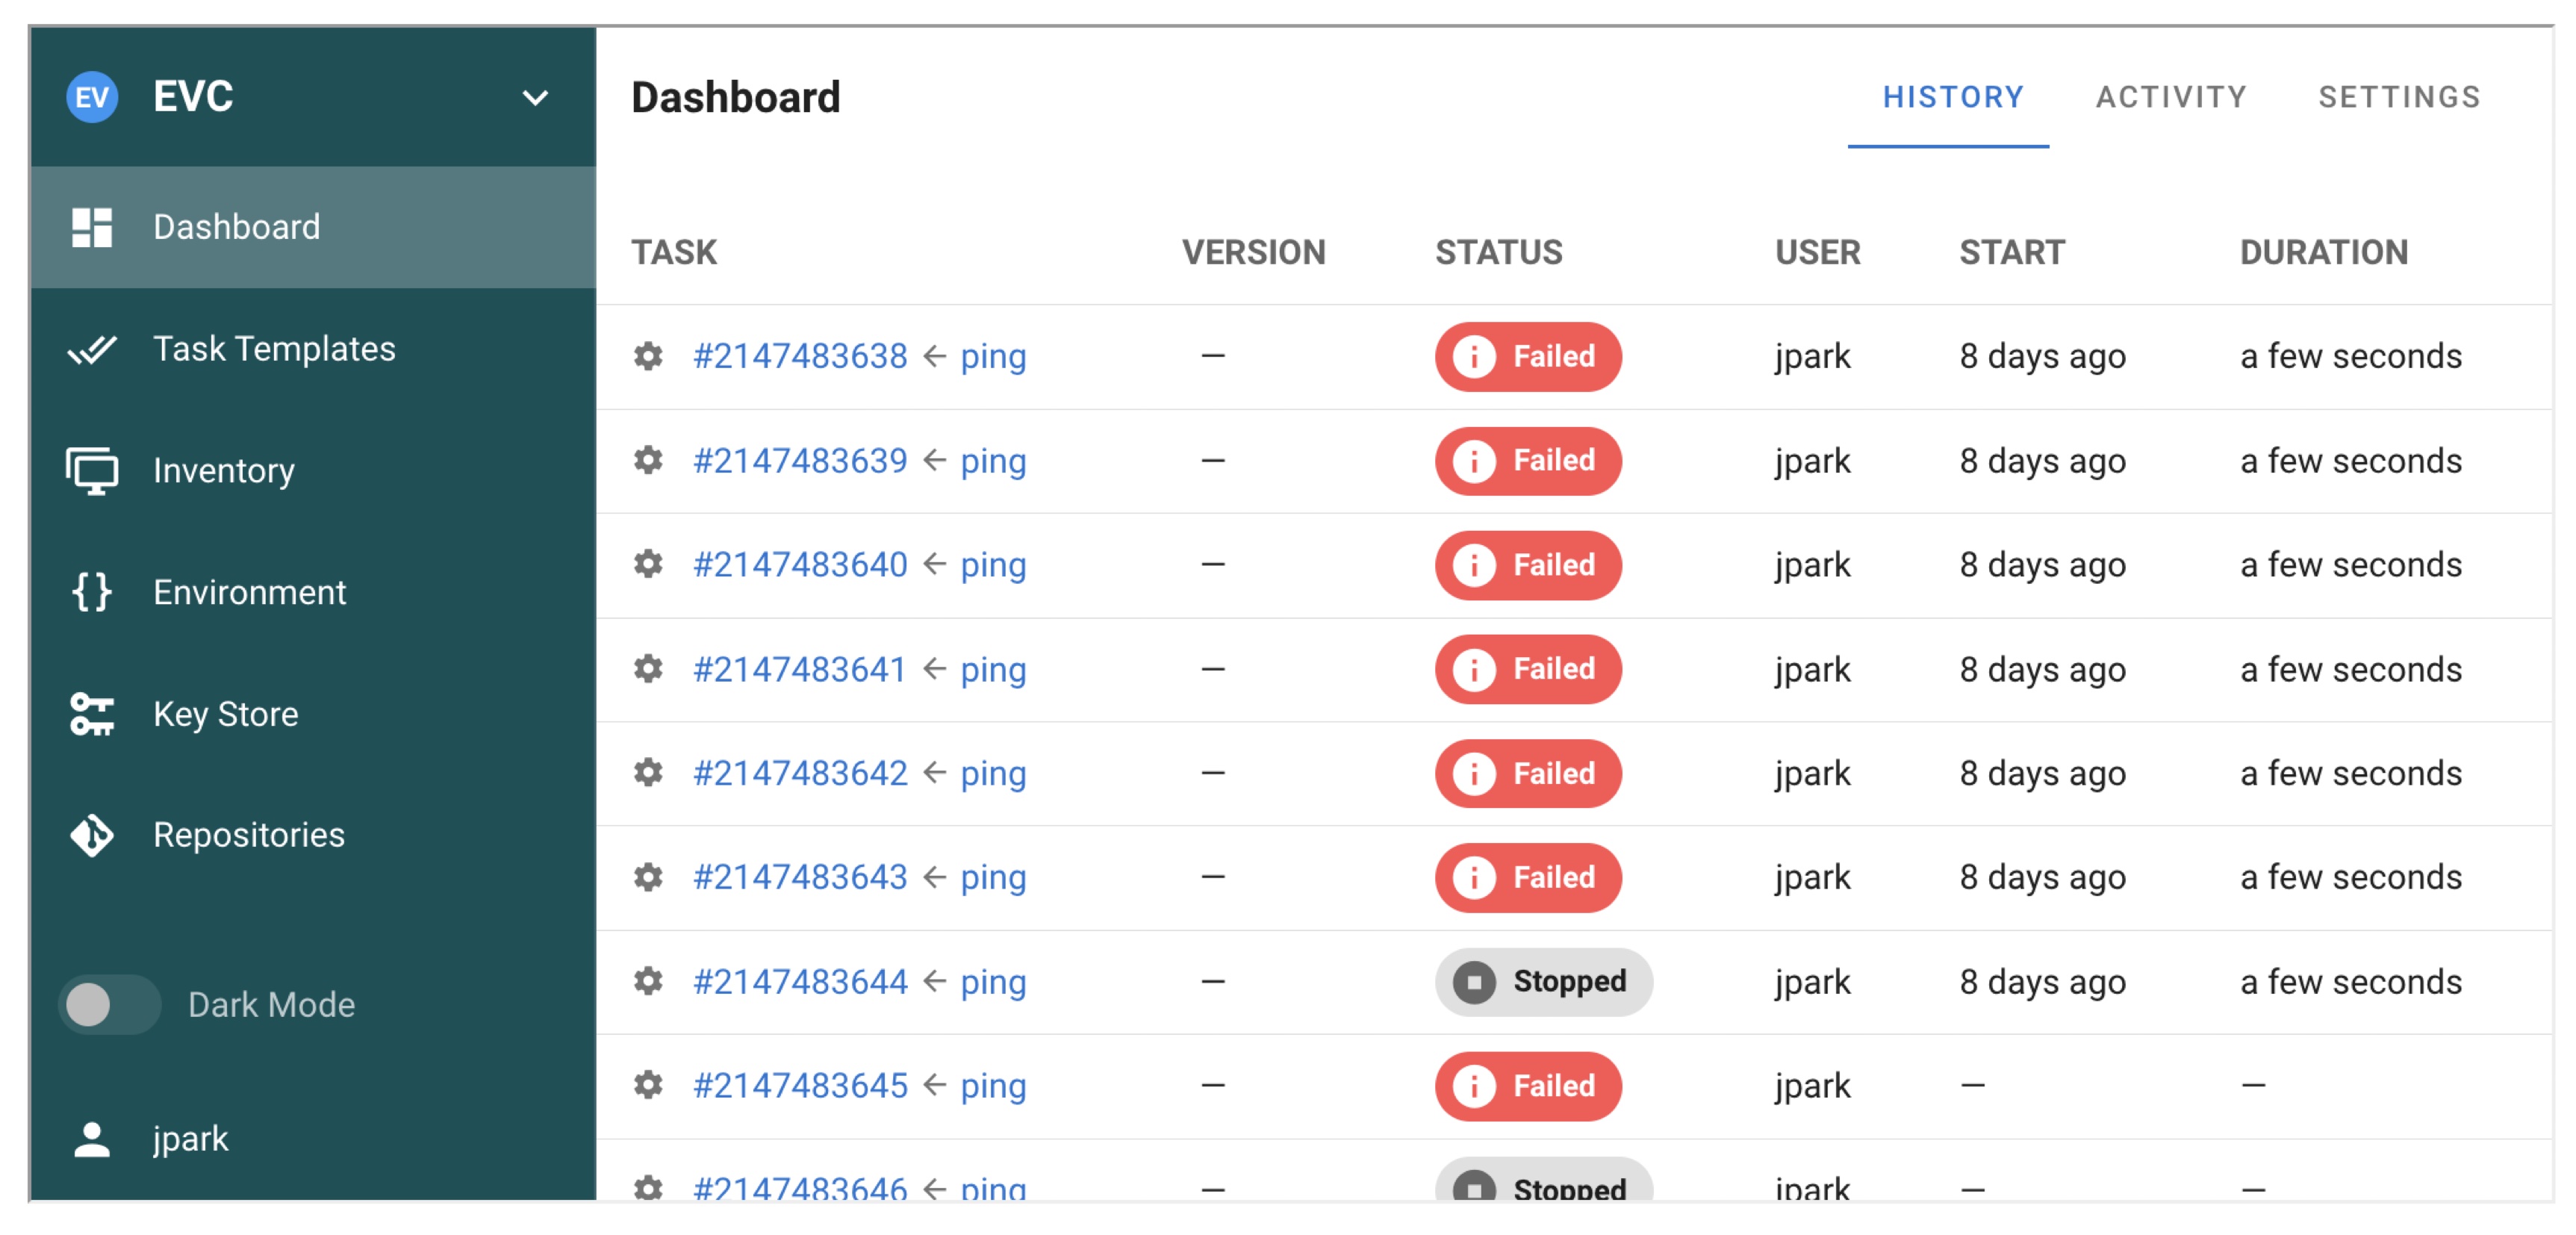 EV EVC
Dashboard
Task Templates
Inventory
{} Environment
Key Store
Repositories
Dark Mode
jpark
Dashboard
HISTORY ACTIVITY SETTINGS
TASK VERSION STATUS USER START DURATION
#2147483638 ← ping — Failed jpark 8 days ago a few seconds
#2147483639 ← ping — Failed jpark 8 days ago a few seconds
#2147483640 ← ping — Failed jpark 8 days ago a few seconds
#2147483641 ← ping — Failed jpark 8 days ago a few seconds
#2147483642 ← ping — Failed jpark 8 days ago a few seconds
#2147483643 ← ping — Failed jpark 8 days ago a few seconds
#2147483644 ← ping — Stopped jpark 8 days ago a few seconds
#2147483645 ← ping — Failed jpark — —
#2147483646 ← ping — Stopped jpark — —